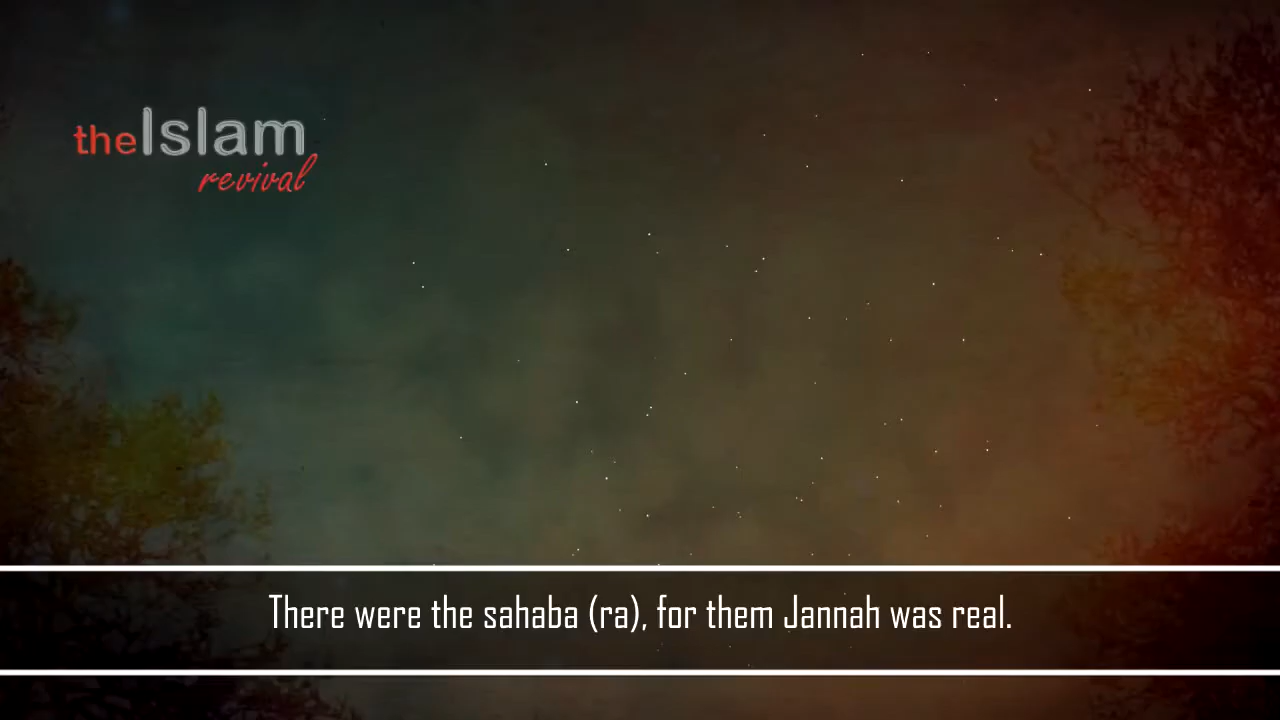 theIslam
revival
There were the sahaba (ra), for them Jannah was real.